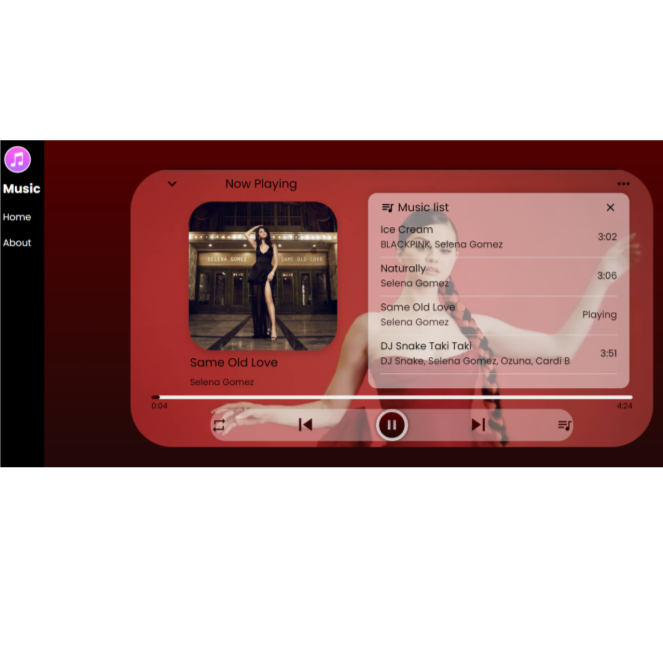 Music
Home
About
Now Playing
SELENA GOMEZ
SAME OLD LOVE
Same Old Love
Selena Gomez
Music list
Ice Cream
BLACKPINK, Selena Gomez
3:02
Naturally
Selena Gomez
3:06
Same Old Love
Selena Gomez
Playing
DJ Snake Taki Taki
DJ Snake, Selena Gomez, Ozuna, Cardi B
3:51
0:04
4:24